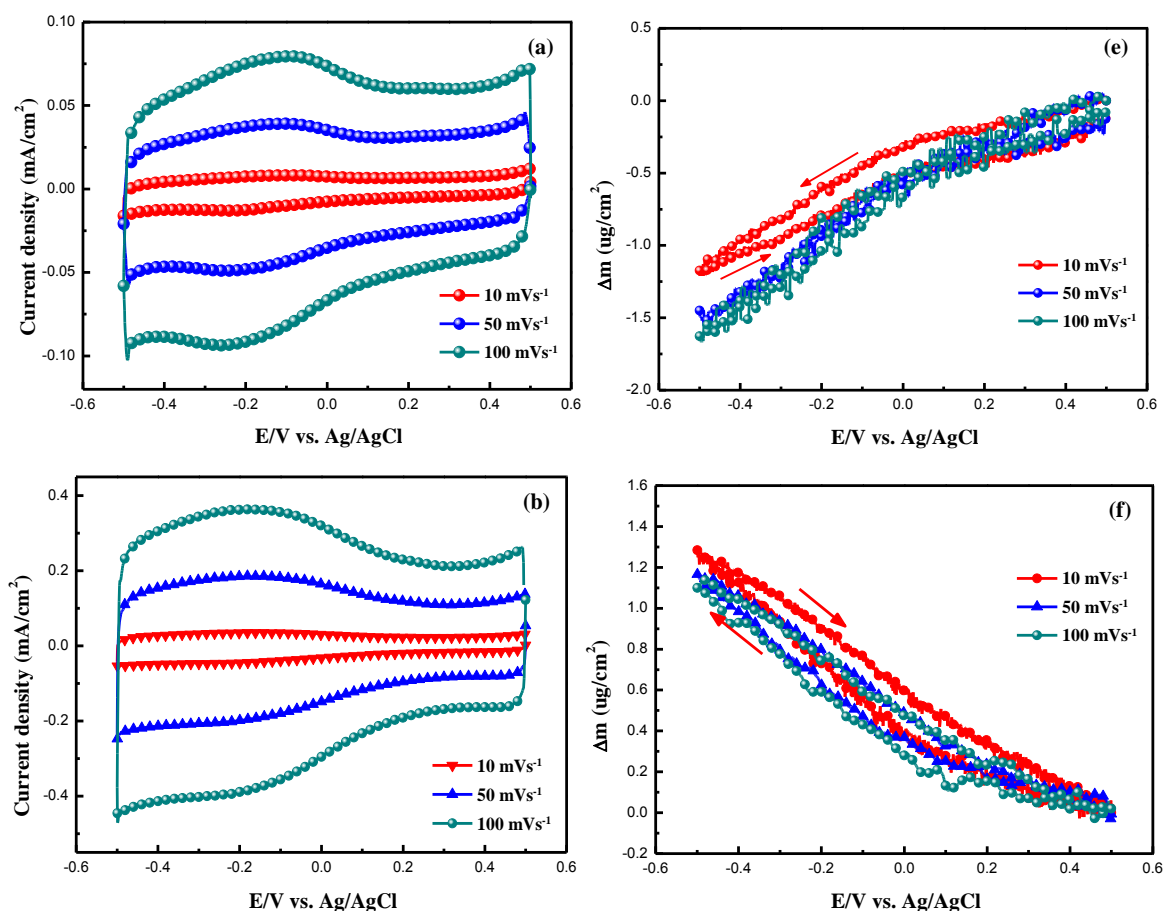 (a)
0.10
0.05
0.00
-0.05
-0.10
Current density (mA/cm²)
10 mVs⁻¹
50 mVs⁻¹
100 mVs⁻¹
-0.6 -0.4 -0.2 0.0 0.2 0.4 0.6
E/V vs. Ag/AgCl
(e)
0.0
-0.5
-1.0
-1.5
-2.0
Δm (ug/cm²)
10 mVs⁻¹
50 mVs⁻¹
100 mVs⁻¹
-0.6 -0.4 -0.2 0.0 0.2 0.4 0.6
E/V vs. Ag/AgCl
(b)
0.4
0.2
0.0
-0.2
-0.4
Current density (mA/cm²)
10 mVs⁻¹
50 mVs⁻¹
100 mVs⁻¹
-0.6 -0.4 -0.2 0.0 0.2 0.4 0.6
E/V vs. Ag/AgCl
(f)
1.6
1.4
1.2
1.0
0.8
0.6
0.4
0.2
0.0
-0.2
Δm (ug/cm²)
10 mVs⁻¹
50 mVs⁻¹
100 mVs⁻¹
-0.6 -0.4 -0.2 0.0 0.2 0.4 0.6
E/V vs. Ag/AgCl